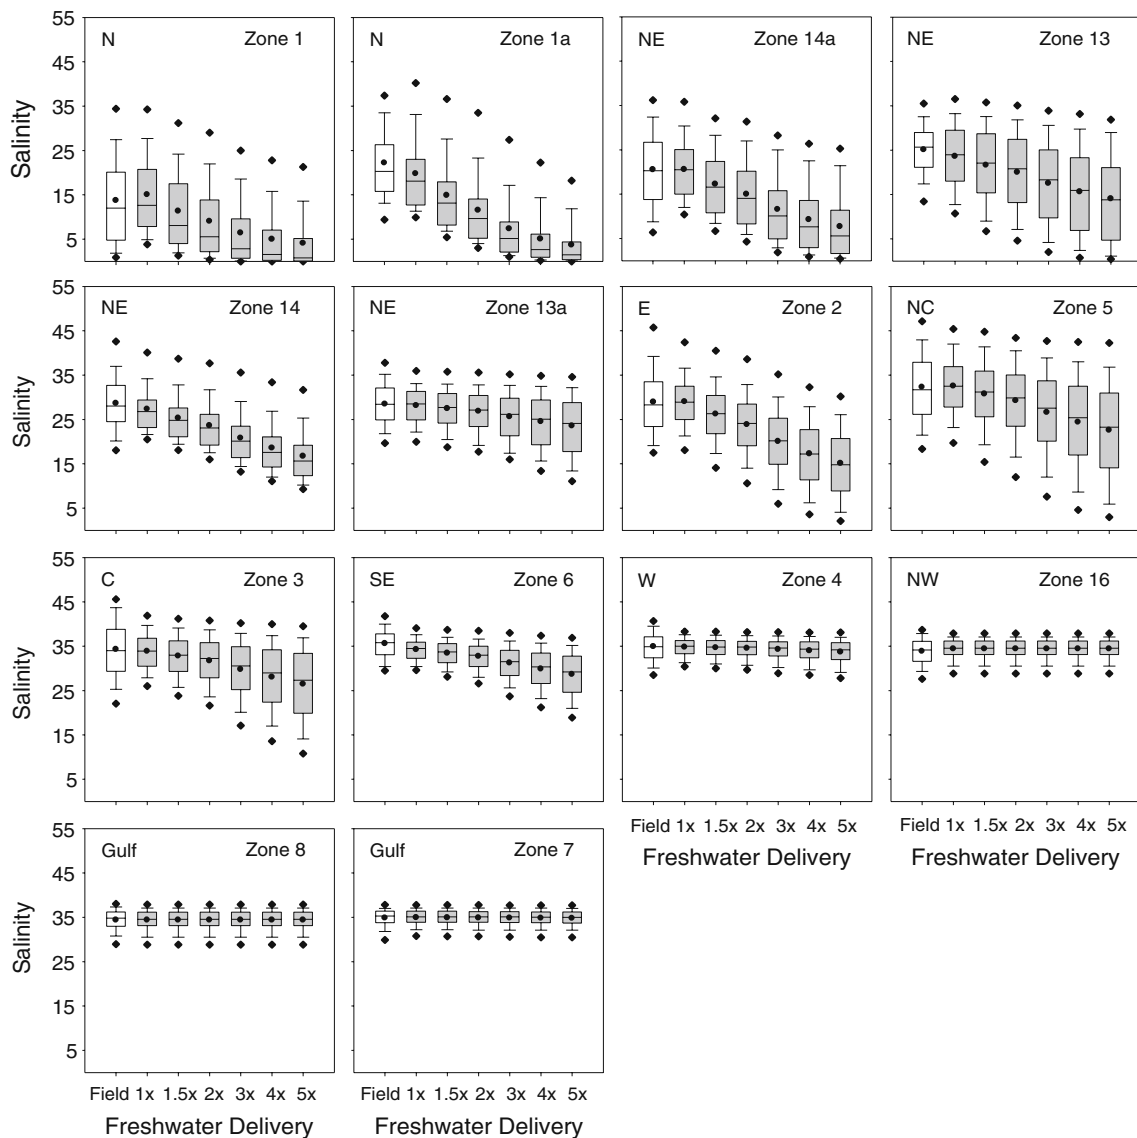 55 N Zone 1 N Zone 1a NE Zone 14a NE Zone 13
45
35
25
15
5
Salinity
55 NE Zone 14 NE Zone 13a E Zone 2 NC Zone 5
45
35
25
15
5
Salinity
55 C Zone 3 SE Zone 6 W Zone 4 NW Zone 16
45
35
25
15
5
Salinity
Field 1x 1.5x 2x 3x 4x 5x Field 1x 1.5x 2x 3x 4x 5x
Freshwater Delivery Freshwater Delivery
55 Gulf Zone 8 Gulf Zone 7
45
35
25
15
5
Salinity
Field 1x 1.5x 2x 3x 4x 5x Field 1x 1.5x 2x 3x 4x 5x
Freshwater Delivery Freshwater Delivery